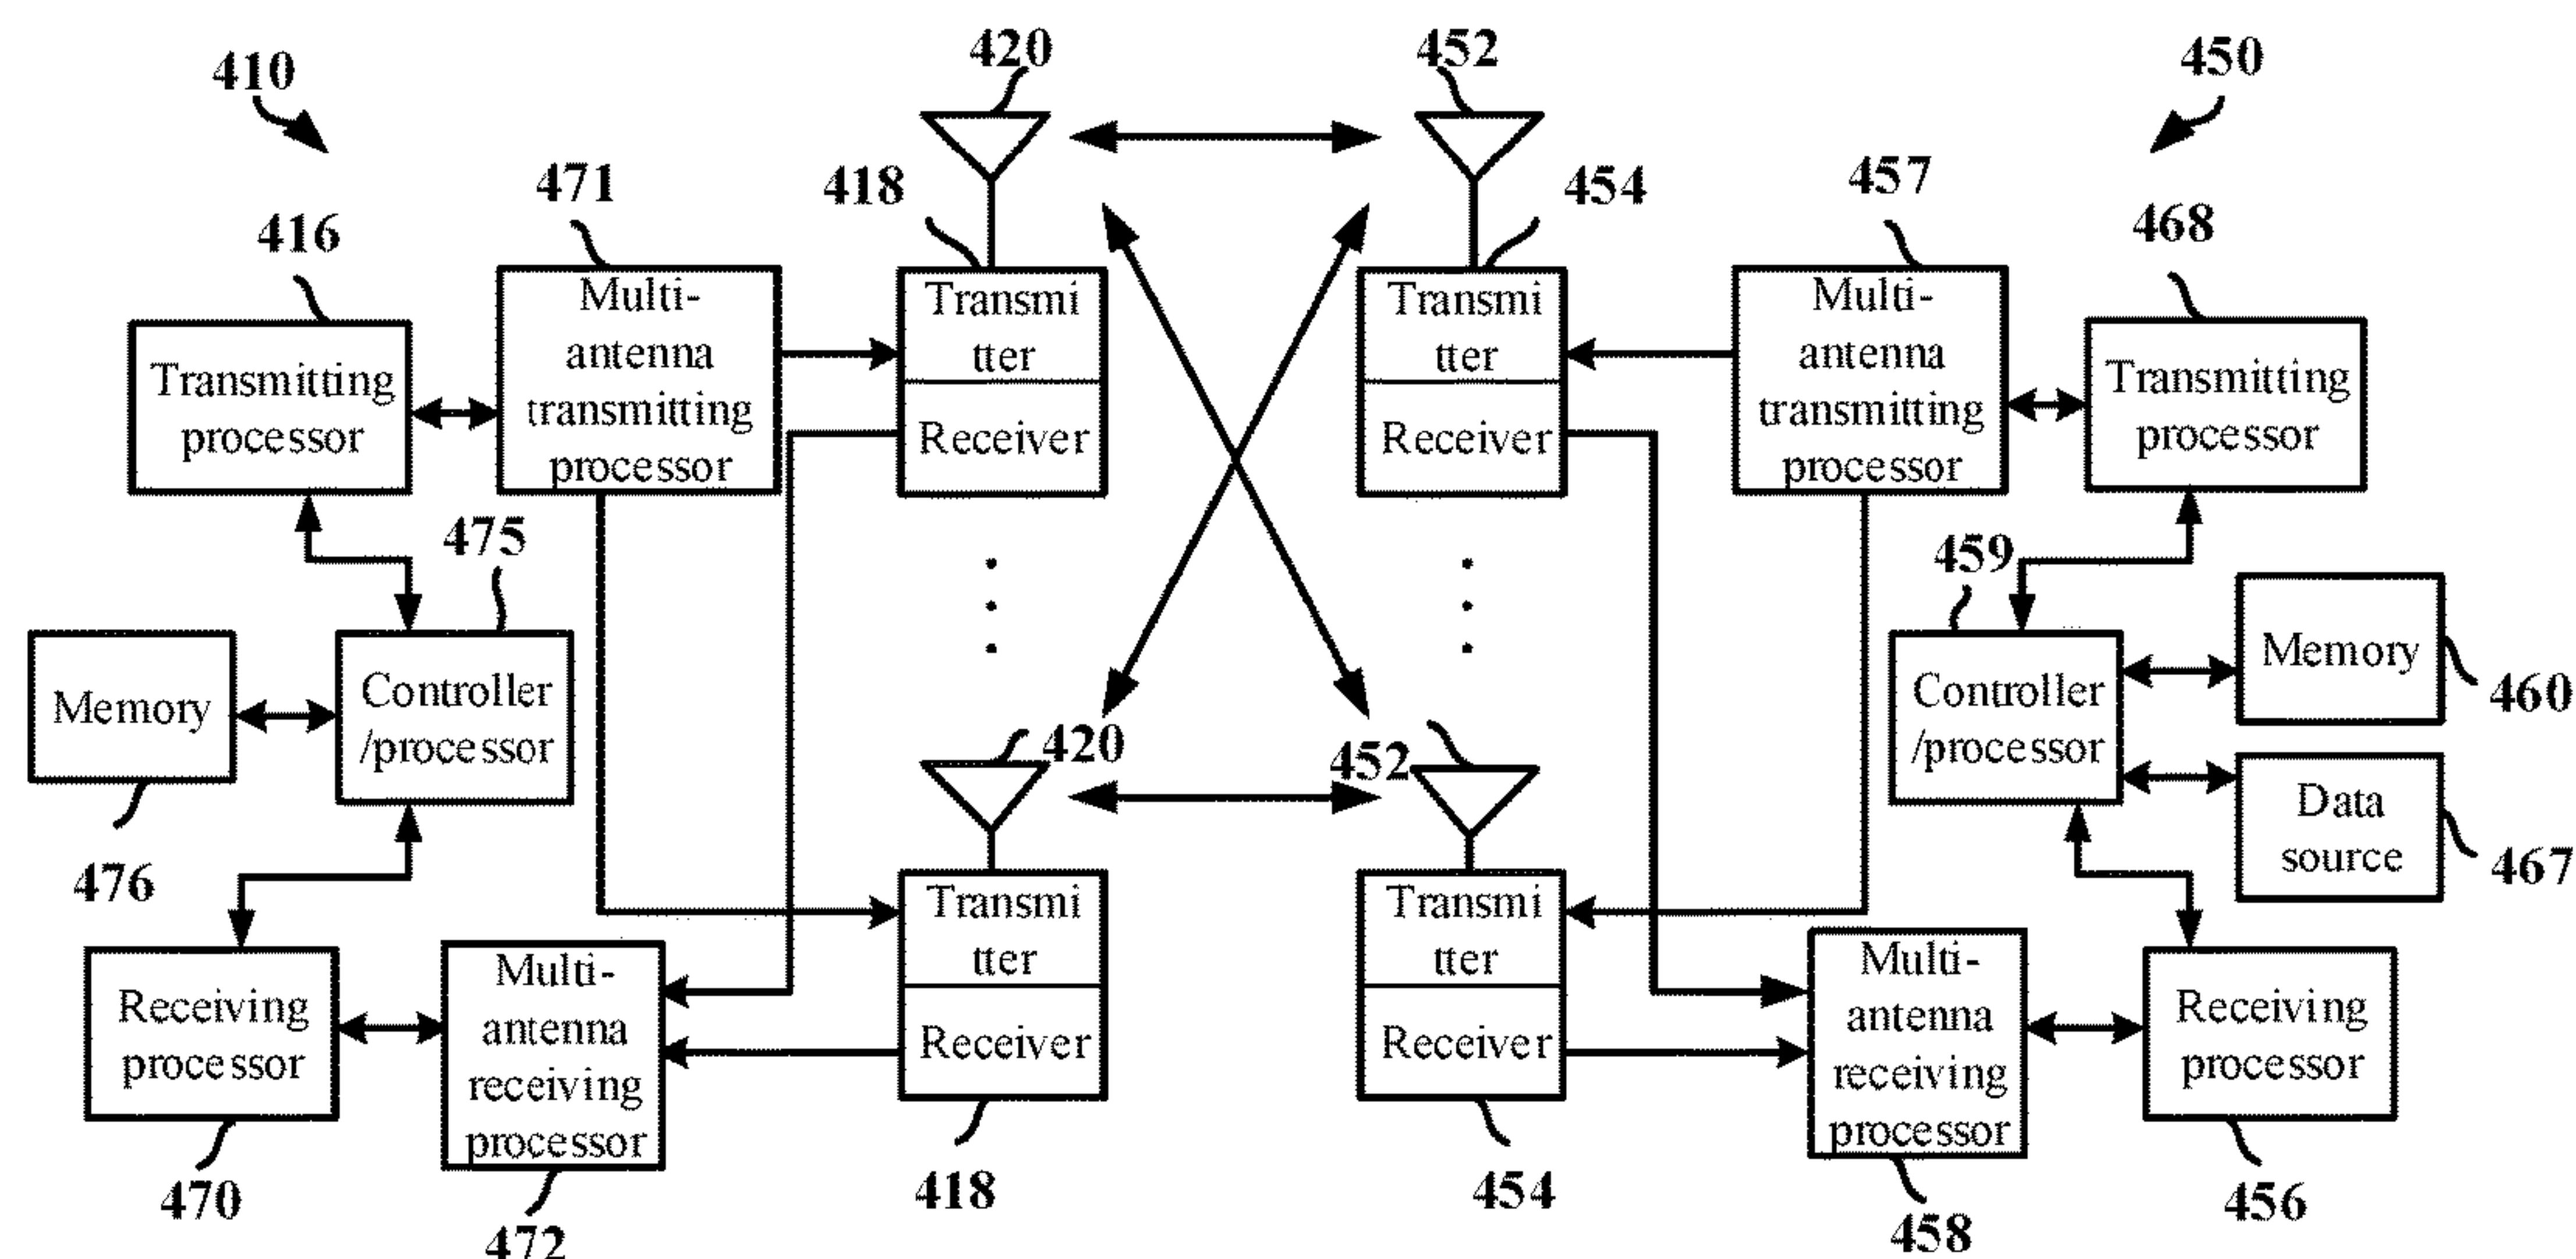 420
452
410
450
471
418
454
457
416
468
Multi-
antenna
transmitting
processor
Transmi
tter
Receiver
Transmi
tter
Receiver
Multi-
antenna
transmitting
processor
Transmitting
processor
Transmitting
processor
475
459
Memory
Controller
/processor
Controller
/processor
Memory
460
420
452
Data
source
467
476
Transmi
tter
Receiver
Transmi
tter
Receiver
Receiving
processor
Multi-
antenna
receiving
processor
Multi-
antenna
receiving
processor
Receiving
processor
470
472
418
454
458
456